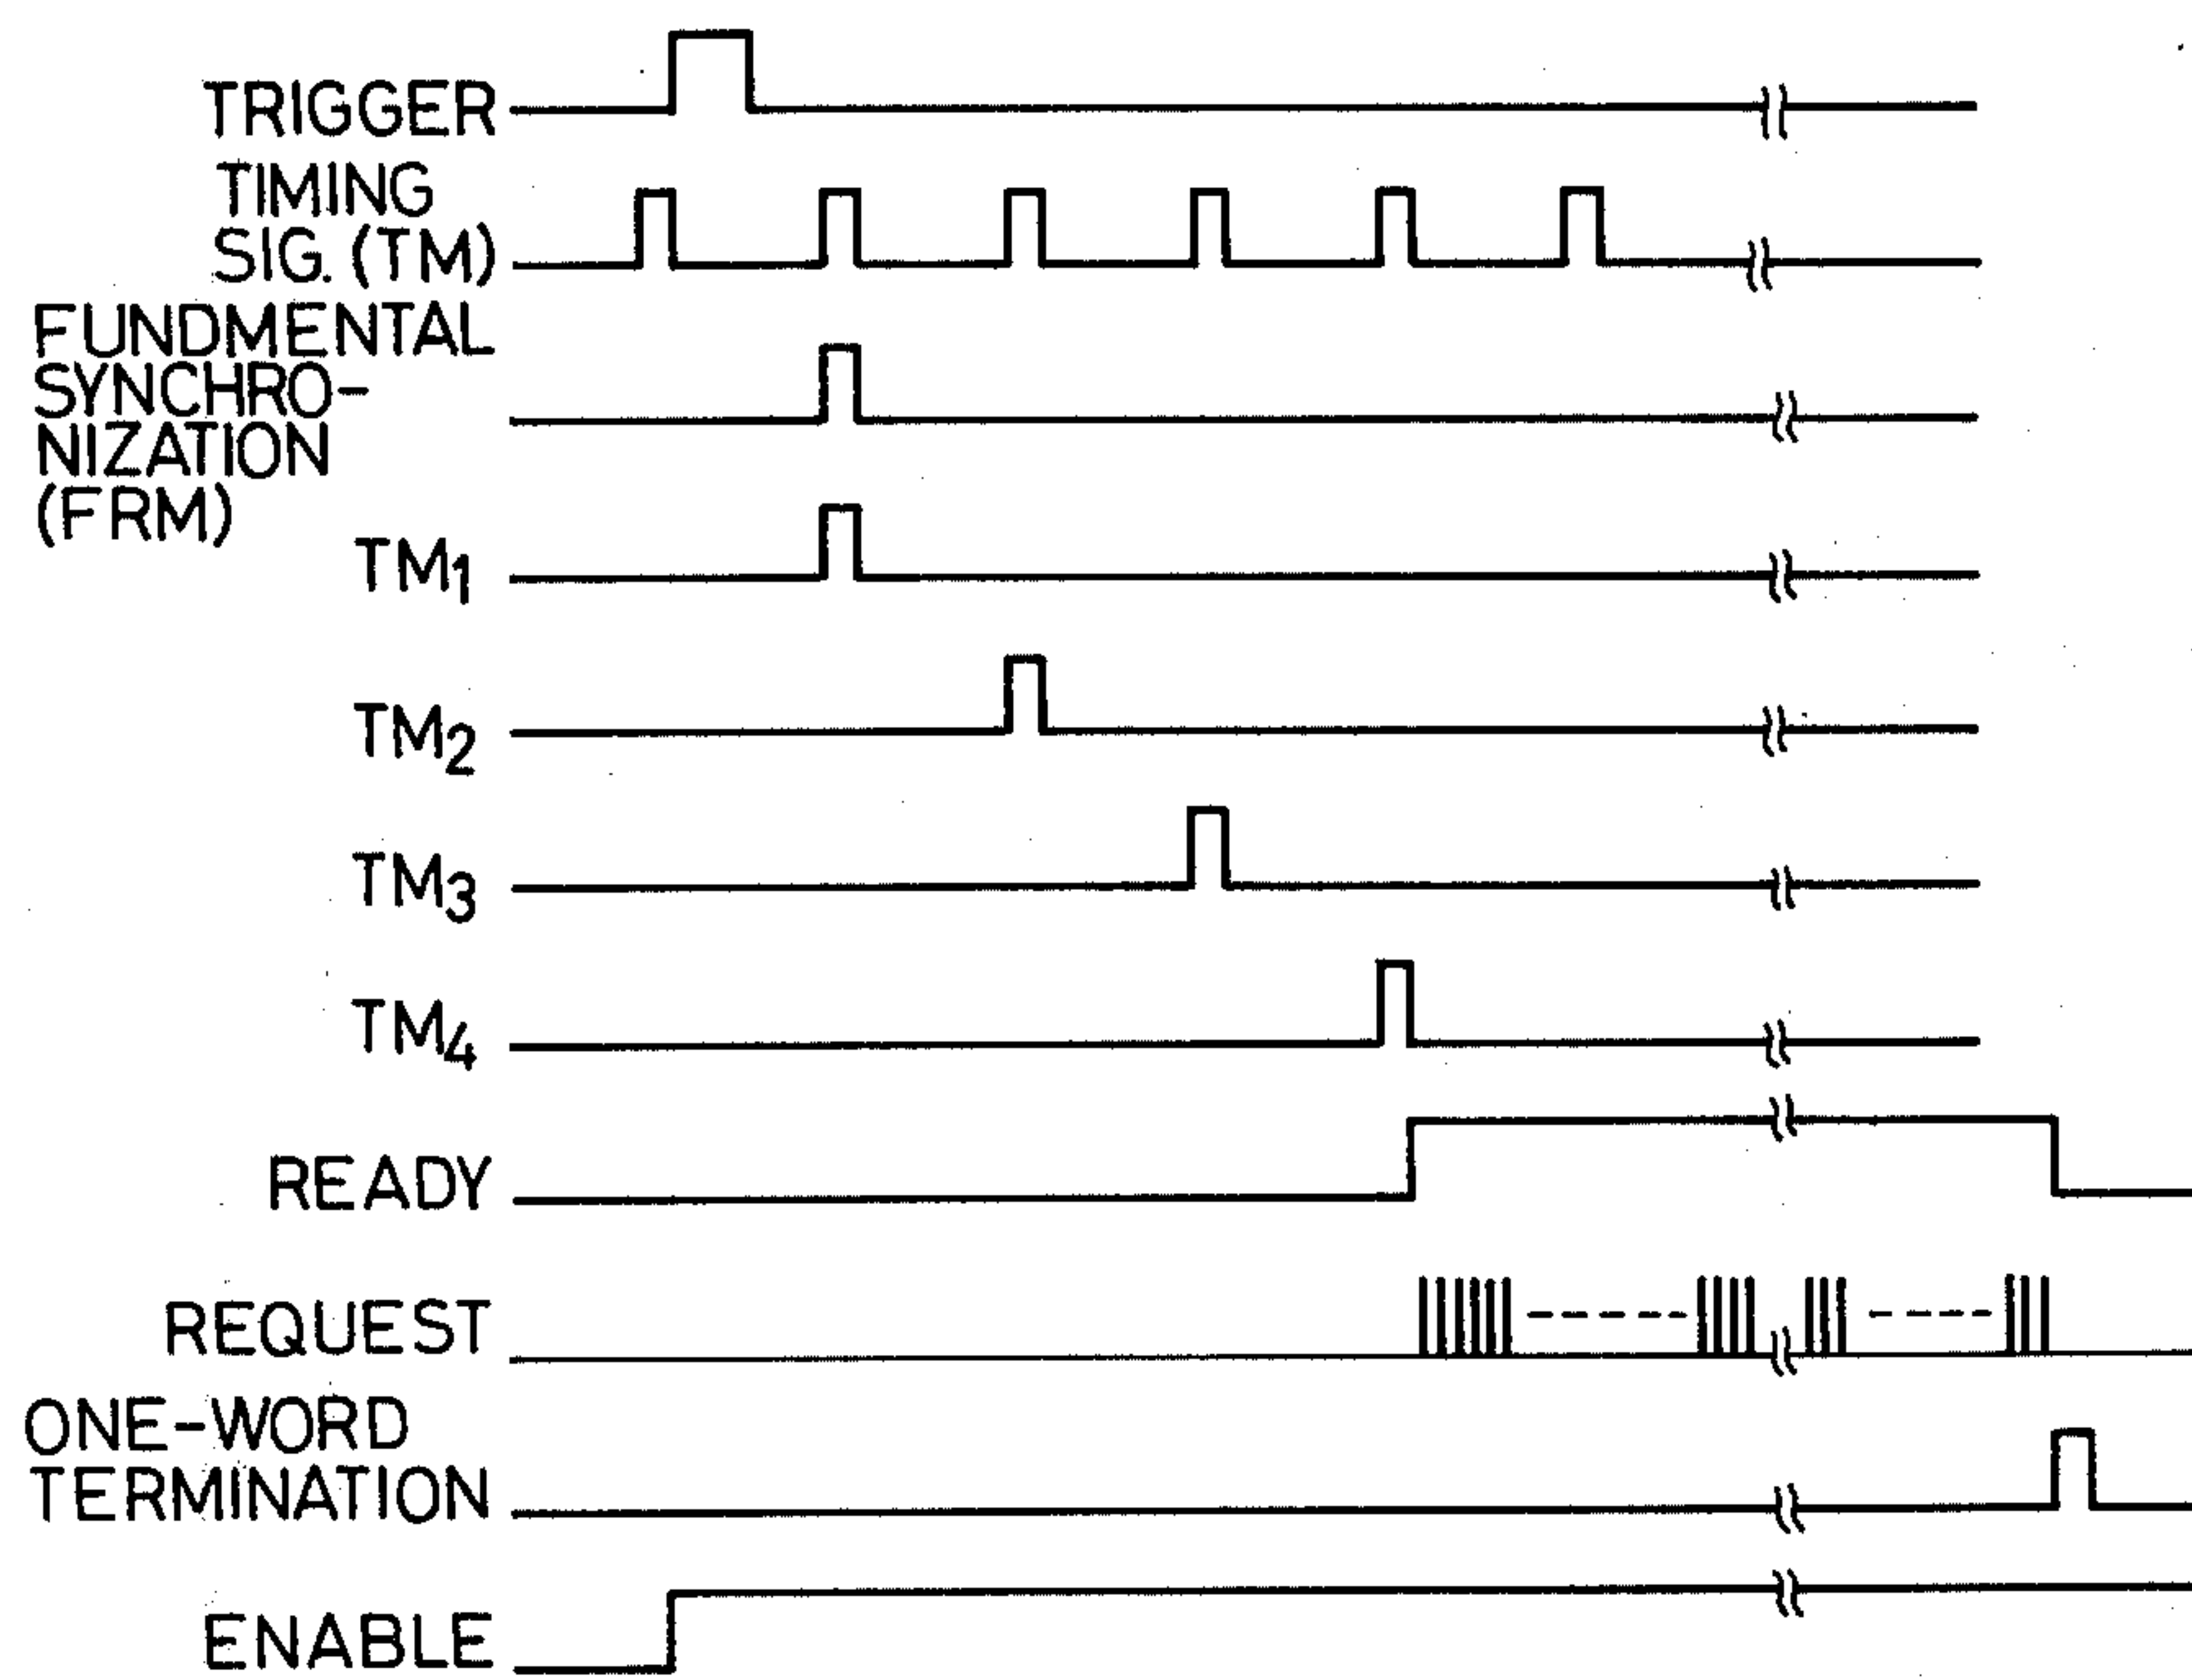 TRIGGER
TIMING
SIG. (TM)
FUNDMENTAL
SYNCHRO-
NIZATION
(FRM)
TM1
TM2
TM3
TM4
READY
REQUEST
ONE-WORD
TERMINATION
ENABLE